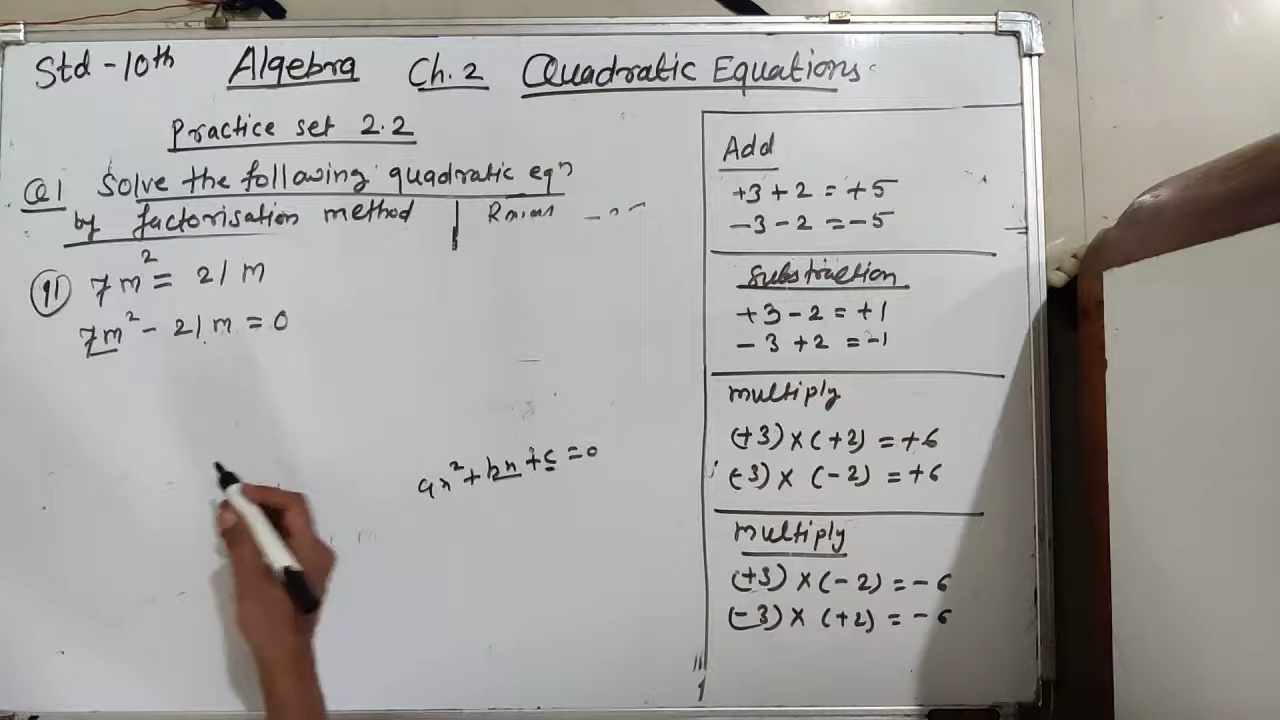 Std - 10th Algebra Ch. 2 Quadratic Equations
Practice set 2.2
Q1 Solve the following quadratic eqn
by factorisation method |
91 7m² = 21m
7m² - 21m = 0
ax² + bx + c = 0
Add
+3 + 2 = +5
-3 - 2 = -5
Substraction
+3 - 2 = +1
-3 + 2 = -1
multiply
(+3) × (+2) = +6
(-3) × (-2) = +6
multiply
(+3) × (-2) = -6
(-3) × (+2) = -6